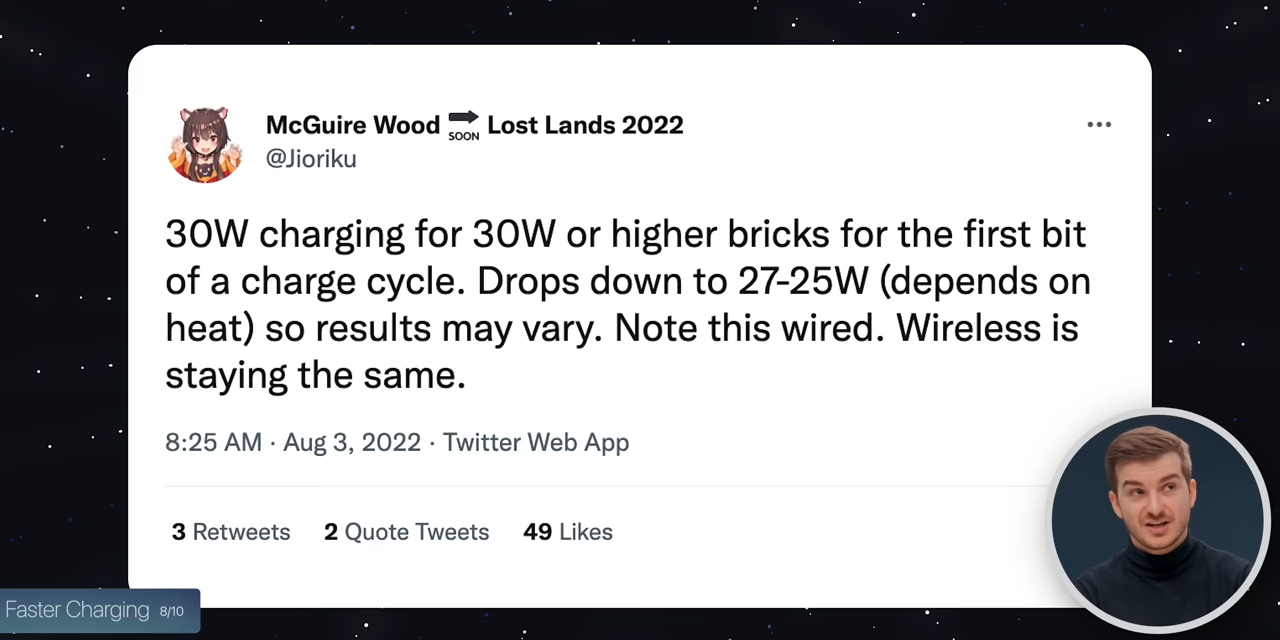 McGuire Wood SOON Lost Lands 2022
@Jioriku
30W charging for 30W or higher bricks for the first bit
of a charge cycle. Drops down to 27-25W (depends on
heat) so results may vary. Note this wired. Wireless is
staying the same.
8:25 AM · Aug 3, 2022 · Twitter Web App
3 Retweets 2 Quote Tweets 49 Likes
Faster Charging 8/10